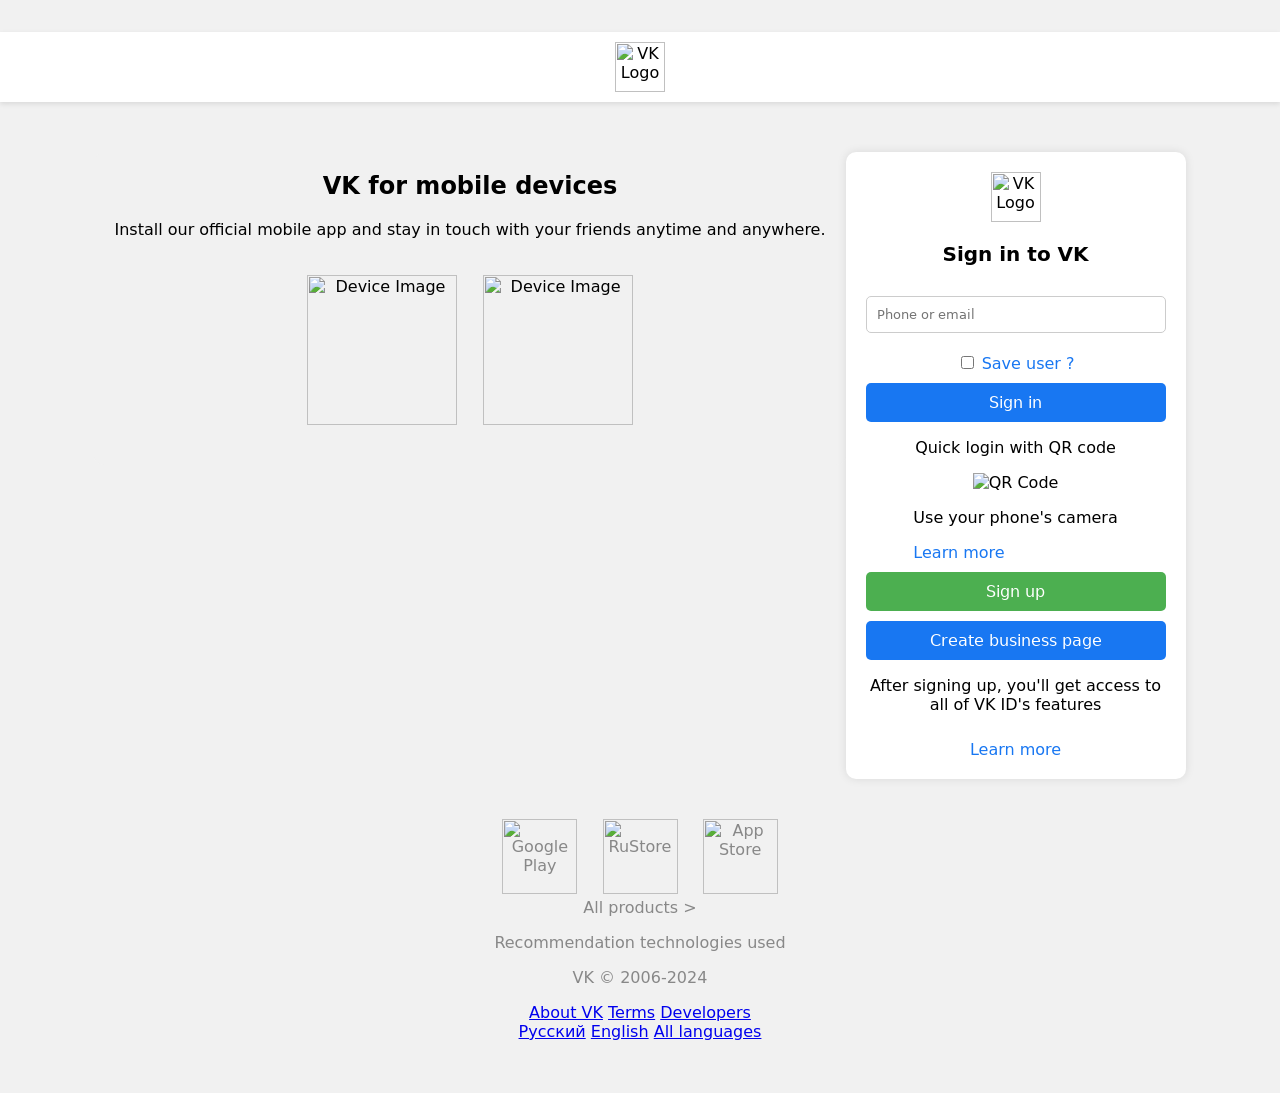 VK
Logo
VK for mobile devices
Install our official mobile app and stay in touch with your friends anytime and anywhere.
Device Image
Device Image
VK
Logo
Sign in to VK
Phone or email
Save user ?
Sign in
Quick login with QR code
QR Code
Use your phone's camera
Learn more
Sign up
Create business page
After signing up, you'll get access to
all of VK ID's features
Learn more
Google
Play
RuStore
App
Store
All products >
Recommendation technologies used
VK © 2006-2024
About VK Terms Developers
Русский English All languages